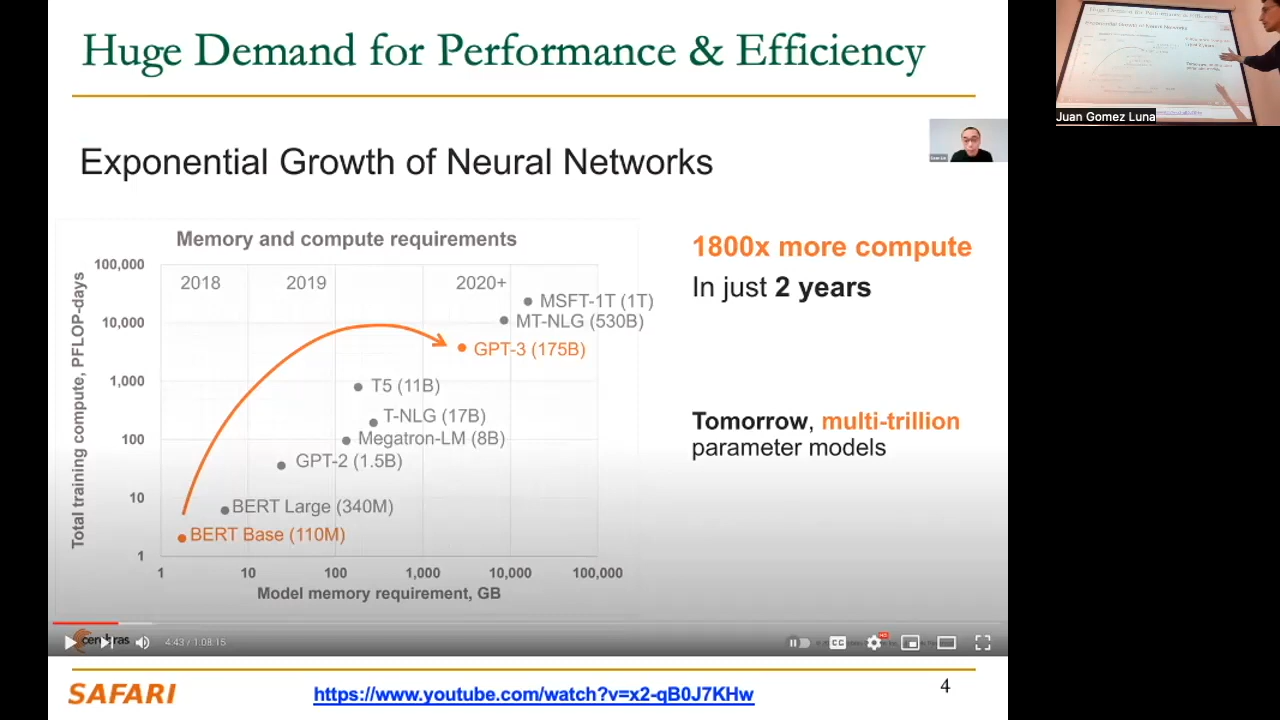 Huge Demand for Performance & Efficiency
Juan Gomez Luna
Exponential Growth of Neural Networks
Memory and compute requirements
100,000
10,000
1,000
100
10
1
Total training compute, PFLOP-days
2018
2019
2020+
MSFT-1T (1T)
MT-NLG (530B)
GPT-3 (175B)
T5 (11B)
T-NLG (17B)
Megatron-LM (8B)
GPT-2 (1.5B)
BERT Large (340M)
BERT Base (110M)
1
10
100
1,000
10,000
100,000
Model memory requirement, GB
1800x more compute
In just 2 years
Tomorrow, multi-trillion
parameter models
cerebras
4:43 / 1:08:15
CC
HD
SAFARI
https://www.youtube.com/watch?v=x2-qB0J7KHw
4